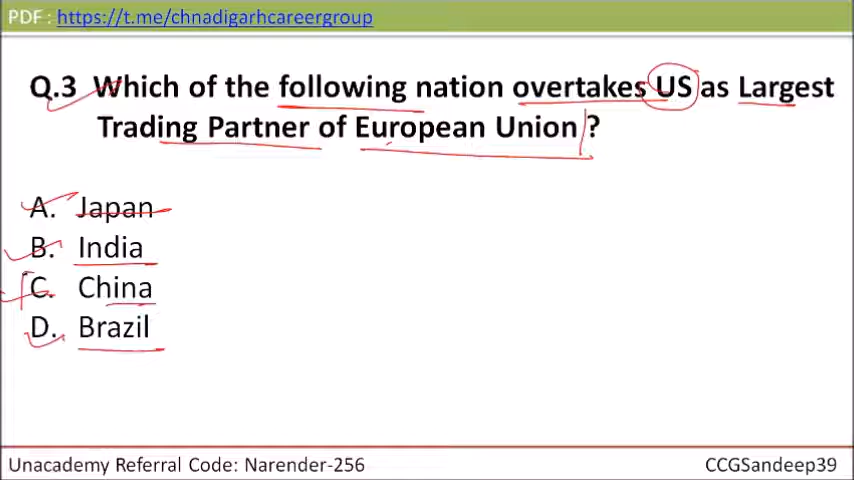 PDF : https://t.me/chnadigarhcareergroup
Q.3 Which of the following nation overtakes US as Largest
Trading Partner of European Union ?
A. Japan
B. India
C. China
D. Brazil
Unacademy Referral Code: Narender-256
CCGSandeep39